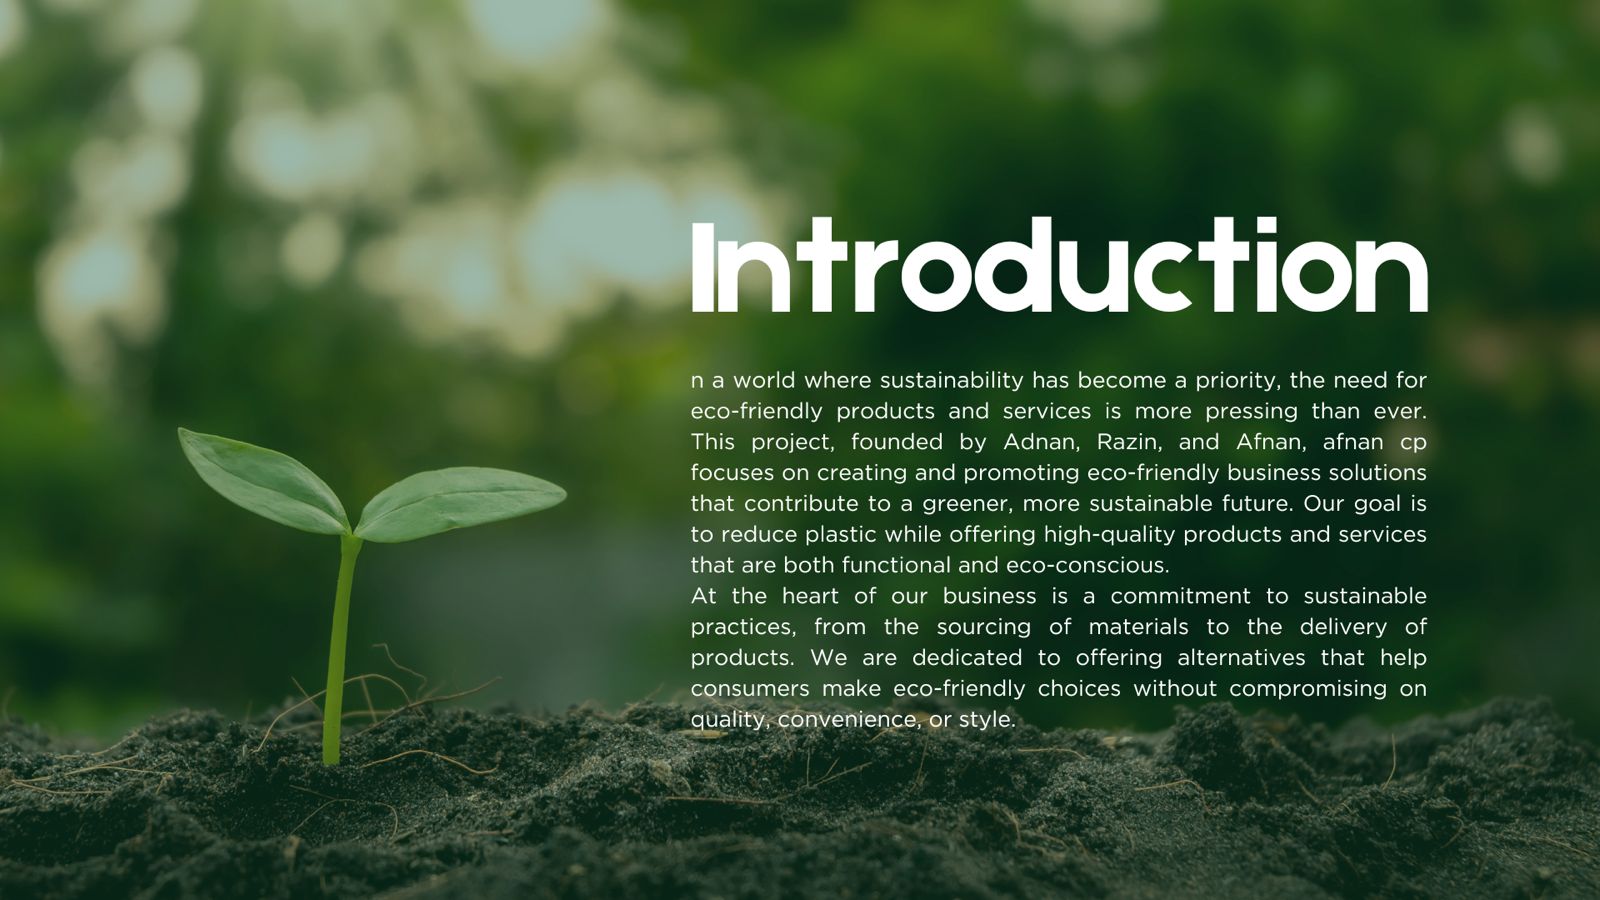 Introduction
n a world where sustainability has become a priority, the need for
eco-friendly products and services is more pressing than ever.
This project, founded by Adnan, Razin, and Afnan, afnan cp
focuses on creating and promoting eco-friendly business solutions
that contribute to a greener, more sustainable future. Our goal is
to reduce plastic while offering high-quality products and services
that are both functional and eco-conscious.
At the heart of our business is a commitment to sustainable
practices, from the sourcing of materials to the delivery of
products. We are dedicated to offering alternatives that help
consumers make eco-friendly choices without compromising on
quality, convenience, or style.